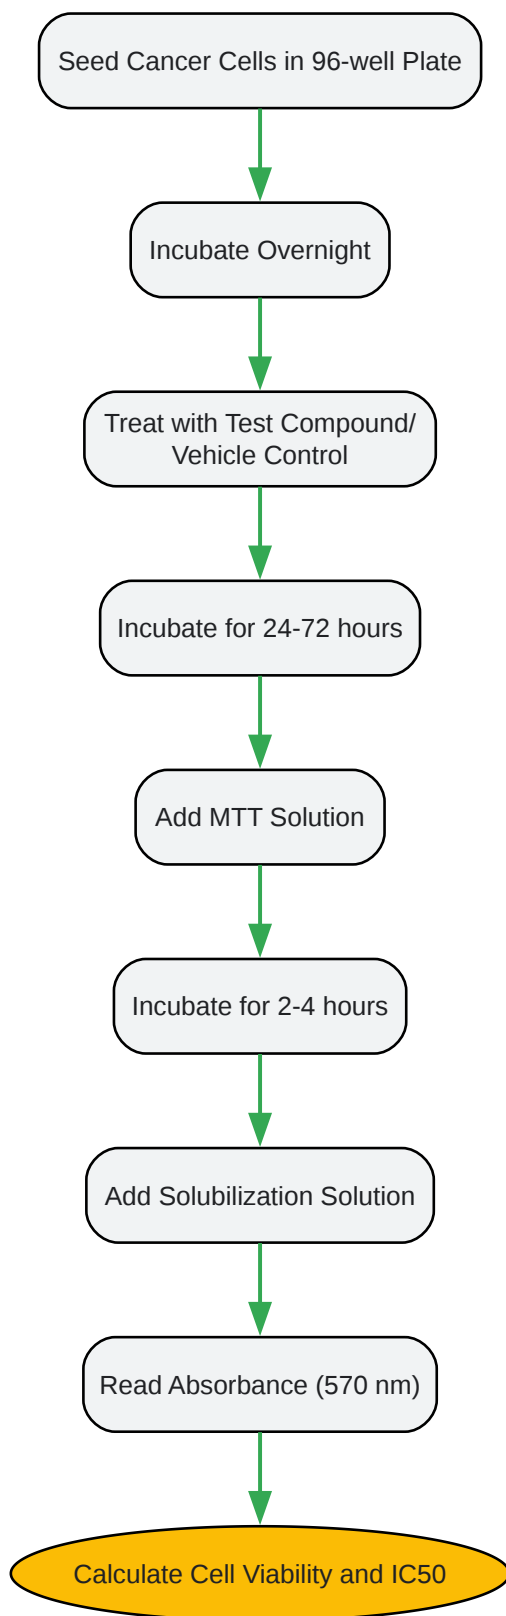 Seed Cancer Cells in 96-well Plate
Incubate Overnight
Treat with Test Compound/
Vehicle Control
Incubate for 24-72 hours
Add MTT Solution
Incubate for 2-4 hours
Add Solubilization Solution
Read Absorbance (570 nm)
Calculate Cell Viability and IC50